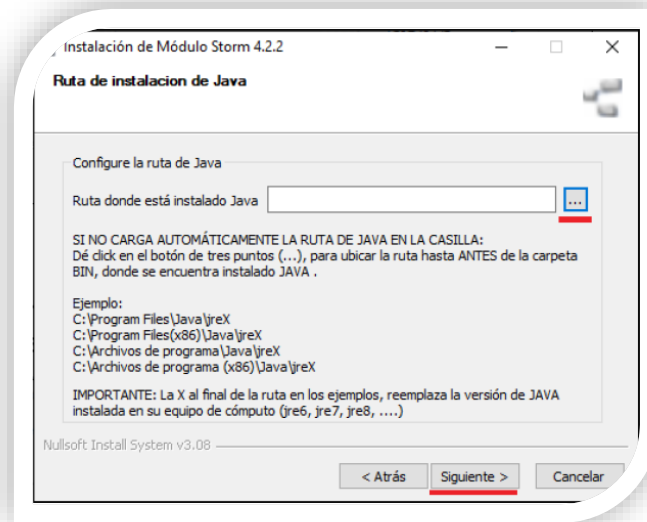 Instalación de Módulo Storm 4.2.2
Ruta de instalacion de Java
Configure la ruta de Java
Ruta donde está instalado Java
...
SI NO CARGA AUTOMÁTICAMENTE LA RUTA DE JAVA EN LA CASILLA:
Dé click en el botón de tres puntos (...), para ubicar la ruta hasta ANTES de la carpeta
BIN, donde se encuentra instalado JAVA .
Ejemplo:
C:\Program Files\Java\jreX
C:\Program Files(x86)\Java\jreX
C:\Archivos de programa\Java\jreX
C:\Archivos de programa (x86)\Java\jreX
IMPORTANTE: La X al final de la ruta en los ejemplos, reemplaza la versión de JAVA
instalada en su equipo de cómputo (jre6, jre7, jre8, ....)
Nullsoft Install System v3.08
< Atrás Siguiente > Cancelar